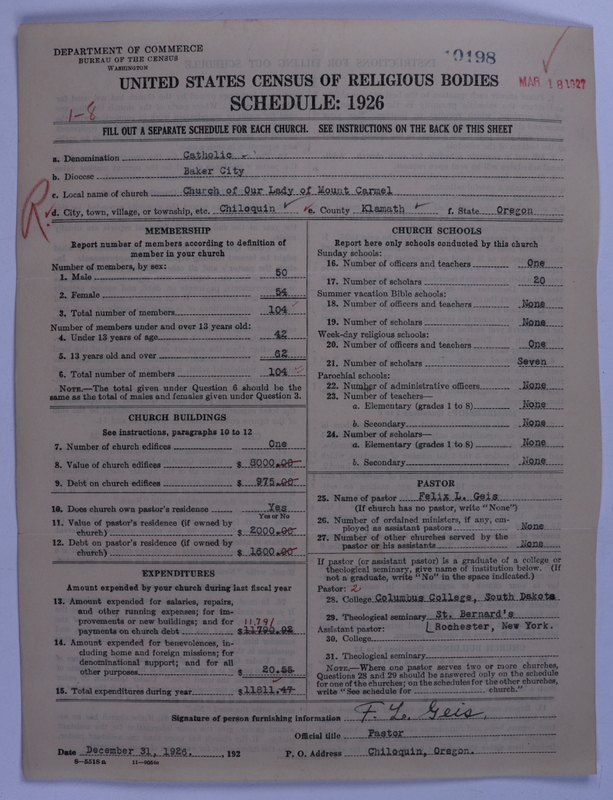 DEPARTMENT OF COMMERCE
BUREAU OF THE CENSUS
WASHINGTON
10198
MAR 18 1927
UNITED STATES CENSUS OF RELIGIOUS BODIES
SCHEDULE: 1926
1-8
FILL OUT A SEPARATE SCHEDULE FOR EACH CHURCH. SEE INSTRUCTIONS ON THE BACK OF THIS SHEET
a. Denomination Catholic
b. Diocese Baker City
c. Local name of church Church of Our Lady of Mount Carmel
R
d. City, town, village, or township, etc. Chiloquin e. County Klamath f. State Oregon
MEMBERSHIP
Report number of members according to definition of
member in your church
Number of members, by sex:
1. Male 50
2. Female 54
3. Total number of members 104
Number of members under and over 13 years old:
4. Under 13 years of age 42
5. 13 years old and over 62
6. Total number of members 104
NOTE.—The total given under Question 6 should be the
same as the total of males and females given under Question 3.
CHURCH BUILDINGS
See instructions, paragraphs 10 to 12
7. Number of church edifices One
8. Value of church edifices $ 8000.00
9. Debt on church edifices $ 975.00
10. Does church own pastor's residence Yes
Yes or No
11. Value of pastor's residence (if owned by
church) $ 2000.00
12. Debt on pastor's residence (if owned by
church) $ 1600.00
EXPENDITURES
Amount expended by your church during last fiscal year
13. Amount expended for salaries, repairs,
and other running expenses; for im-
provements or new buildings; and for 11,791
payments on church debt $11790.92
14. Amount expended for benevolences, in-
cluding home and foreign missions; for
denominational support; and for all
other purposes $ 20.55
15. Total expenditures during year $11811.47
CHURCH SCHOOLS
Report here only schools conducted by this church
Sunday schools:
16. Number of officers and teachers One
17. Number of scholars 20
Summer vacation Bible schools:
18. Number of officers and teachers None
19. Number of scholars None
Week-day religious schools:
20. Number of officers and teachers One
21. Number of scholars Seven
Parochial schools:
22. Number of administrative officers None
23. Number of teachers—
a. Elementary (grades 1 to 8) None
b. Secondary None
24. Number of scholars—
a. Elementary (grades 1 to 8) None
b. Secondary None
PASTOR
25. Name of pastor Felix L. Geis
(If church has no pastor, write "None")
26. Number of ordained ministers, if any, em-
ployed as assistant pastors None
27. Number of other churches served by the
pastor or his assistants None
If pastor (or assistant pastor) is a graduate of a college or
theological seminary, give name of institution below. (If
not a graduate, write "No" in the space indicated.)
Pastor: 2
28. College Columbus College, South Dakota
29. Theological seminary St. Bernard's
Assistant pastor: Rochester, New York.
30. College
31. Theological seminary
NOTE.—Where one pastor serves two or more churches,
Questions 28 and 29 should be answered only on the schedule
for one of the churches; on the schedules for the other churches,
write "See schedule for church."
Signature of person furnishing information F. L. Geis.
Official title Pastor
Date December 31, 1926. , 192 P. O. Address Chiloquin, Oregon.
8—5518 a